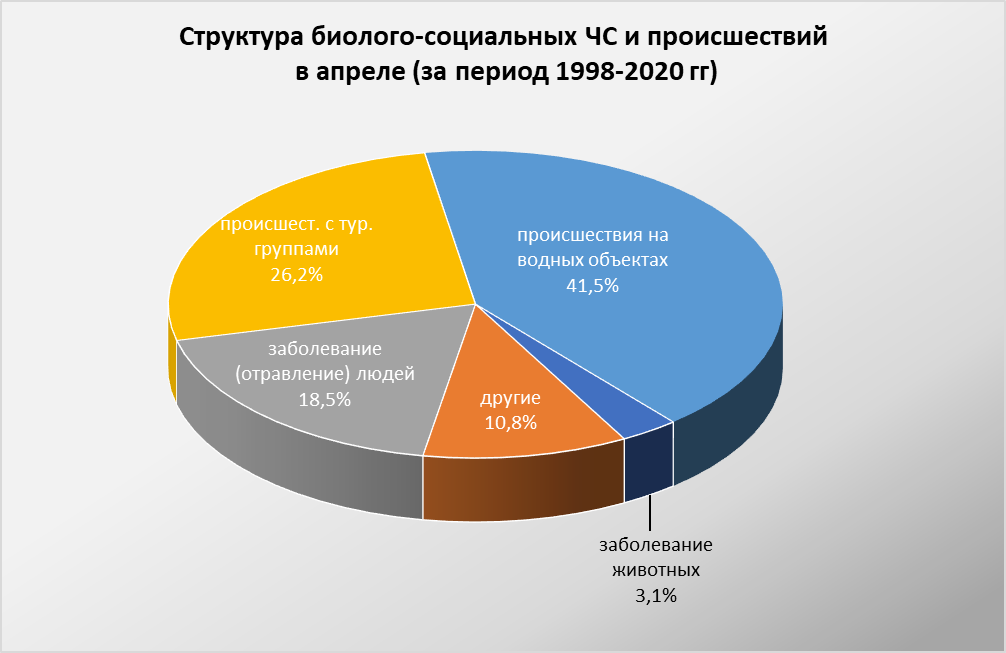 Структура биолого-социальных ЧС и происшествий
в апреле (за период 1998-2020 гг)
происшест. с тур.
группами
26,2%
происшествия на
водных объектах
41,5%
заболевание
(отравление) людей
18,5%
другие
10,8%
заболевание
животных
3,1%